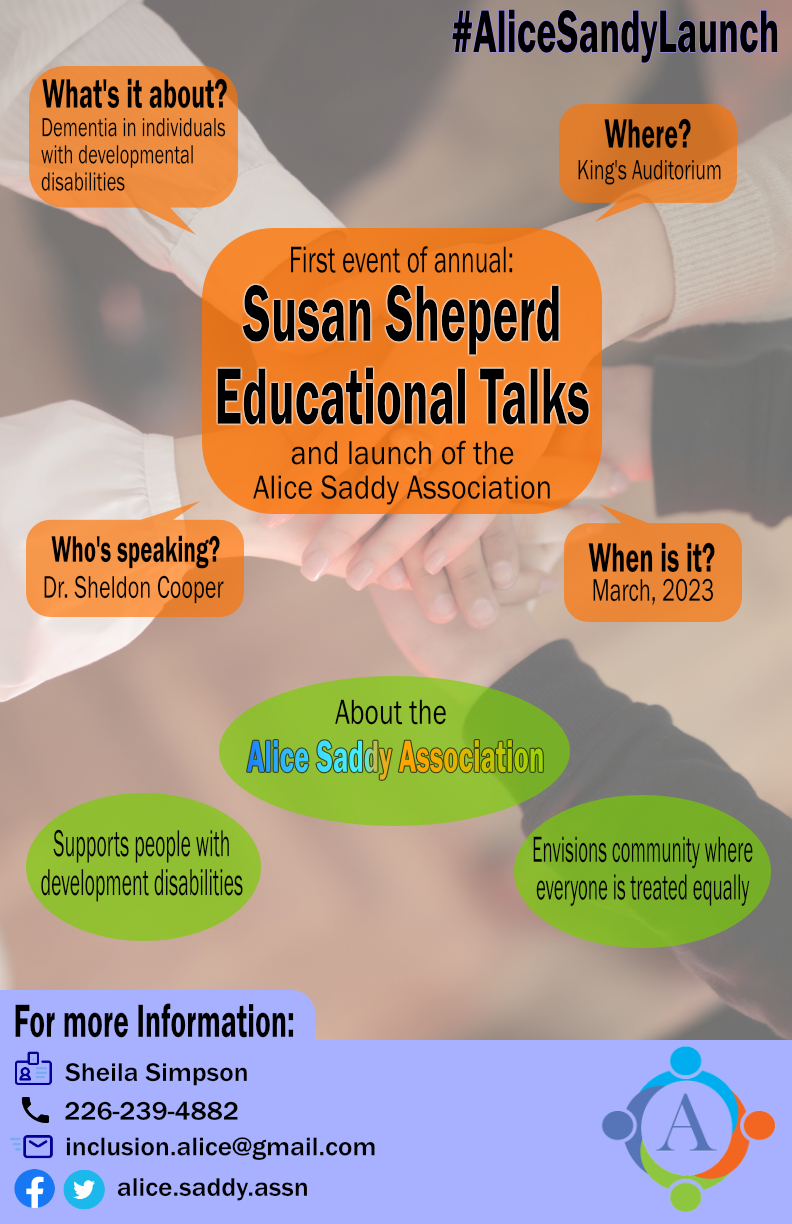 #AliceSandyLaunch
What's it about?
Dementia in individuals
with developmental
disabilities
Where?
King's Auditorium
First event of annual:
Susan Sheperd
Educational Talks
and launch of the
Alice Saddy Association
Who's speaking?
Dr. Sheldon Cooper
When is it?
March, 2023
About the
Alice Saddy Association
Supports people with
development disabilities
Envisions community where
everyone is treated equally
For more Information:
Sheila Simpson
226-239-4882
inclusion.alice@gmail.com
alice.saddy.assn
A